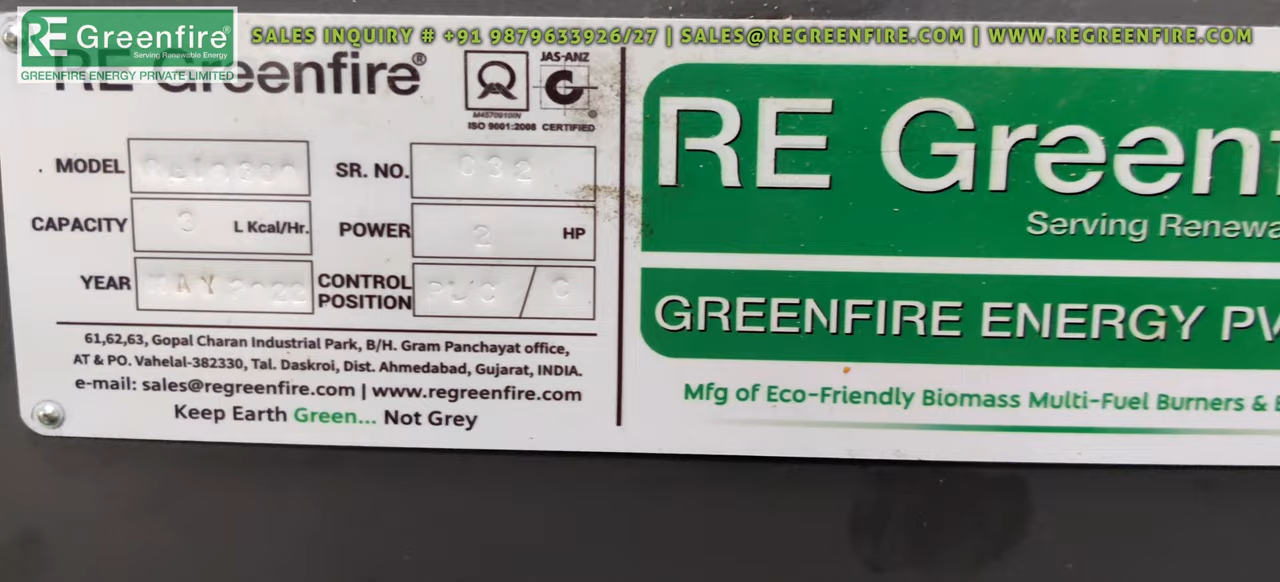 RE Greenfire®
Serving Renewable Energy
GREENFIRE ENERGY PRIVATE LIMITED
SALES INQUIRY # +91 9879633926/27 | SALES@REGREENFIRE.COM | WWW.REGREENFIRE.COM
RE Greenfire®
JAS-ANZ
ISO 9001:2008 CERTIFIED
MODEL
SR. NO. 032
CAPACITY 3 L Kcal/Hr.
POWER 2 HP
YEAR MAY 2022
CONTROL POSITION PVC / C
61,62,63, Gopal Charan Industrial Park, B/H. Gram Panchayat office,
AT & PO. Vahelal-382330, Tal. Daskroi, Dist. Ahmedabad, Gujarat, INDIA.
e-mail: sales@regreenfire.com | www.regreenfire.com
Keep Earth Green... Not Grey
RE Greenf
Serving Renewa
GREENFIRE ENERGY PV
Mfg of Eco-Friendly Biomass Multi-Fuel Burners &